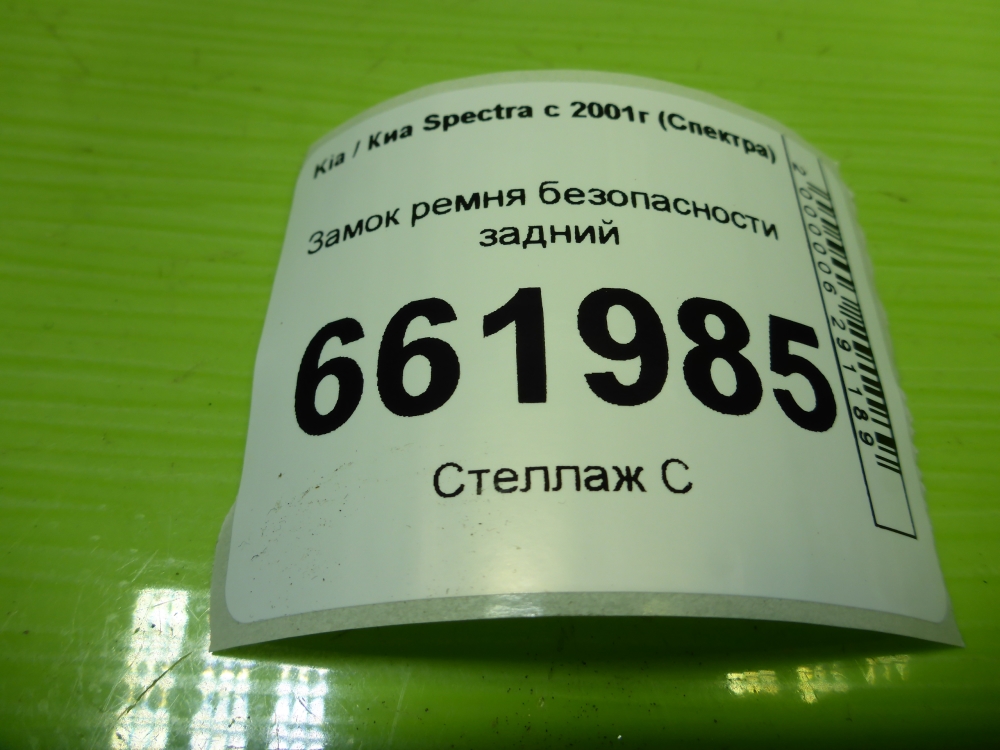 Kia / Киа Spectra с 2001г (Спектра)
Замок ремня безопасности
задний
661985
Стеллаж С
2000006291189